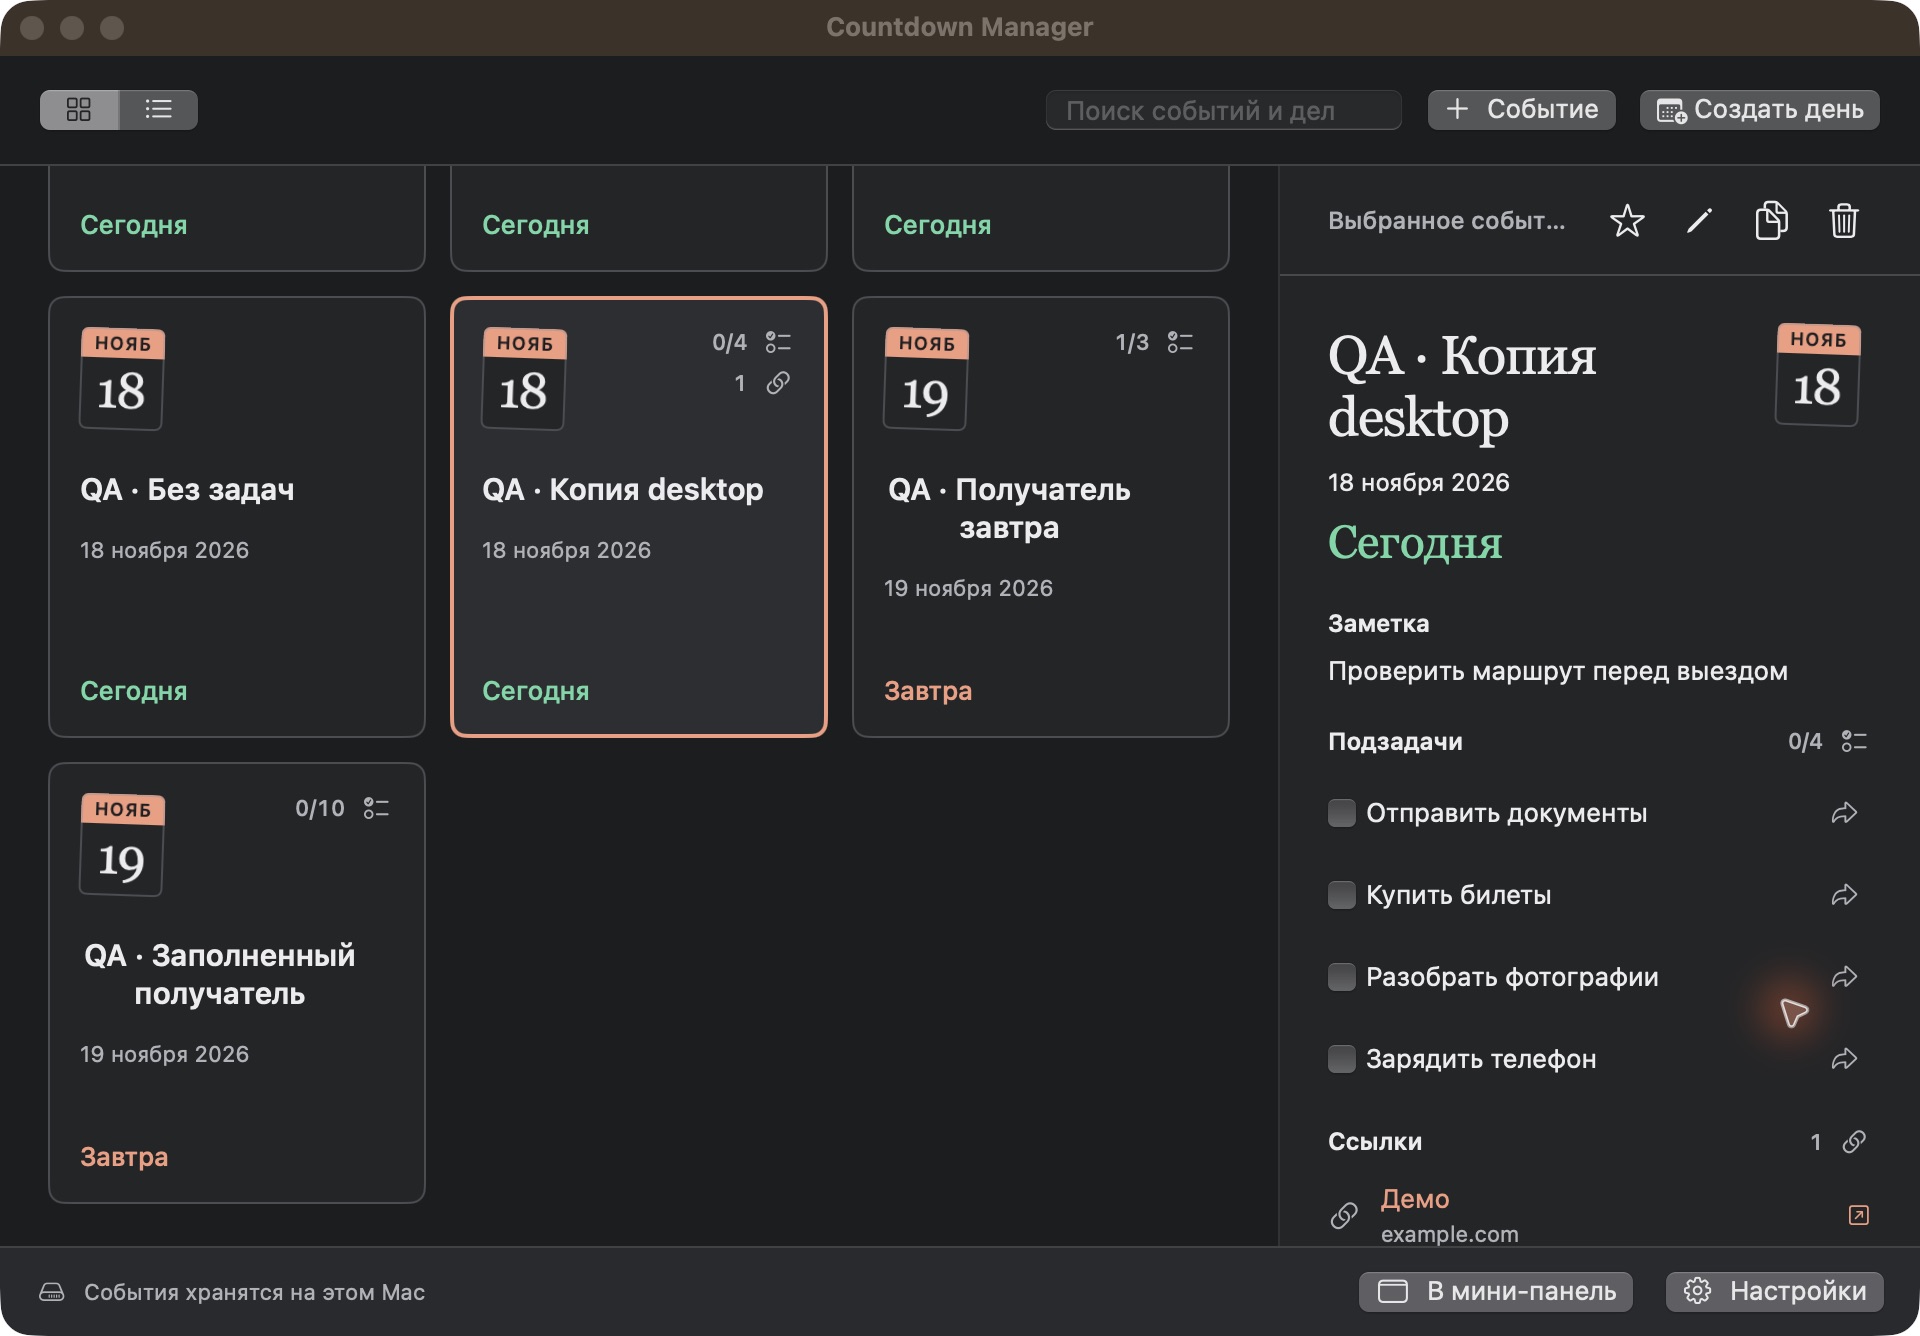 Countdown Manager
Поиск событий и дел
Событие
Создать день
Сегодня
Сегодня
Сегодня
НОЯБ
18
QA · Без задач
18 ноября 2026
Сегодня
НОЯБ
18
0/4
1
QA · Копия desktop
18 ноября 2026
Сегодня
НОЯБ
19
1/3
QA · Получатель
завтра
19 ноября 2026
Завтра
НОЯБ
19
0/10
QA · Заполненный
получатель
19 ноября 2026
Завтра
Выбранное событ...
QA · Копия
desktop
НОЯБ
18
18 ноября 2026
Сегодня
Заметка
Проверить маршрут перед выездом
Подзадачи
0/4
Отправить документы
Купить билеты
Разобрать фотографии
Зарядить телефон
Ссылки
1
Демо
example.com
События хранятся на этом Mac
В мини-панель
Настройки